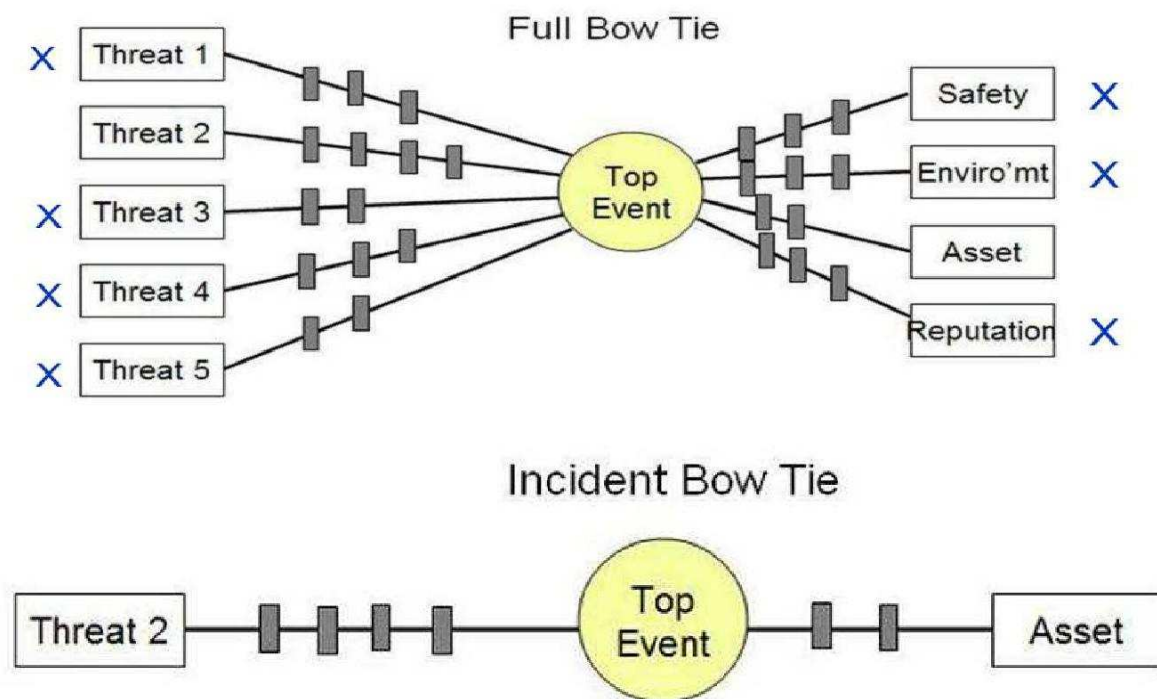 Full Bow Tie
X Threat 1
Threat 2
X Threat 3
X Threat 4
X Threat 5
Top
Event
Safety X
Enviro'mt X
Asset
Reputation X
Incident Bow Tie
Threat 2
Top
Event
Asset